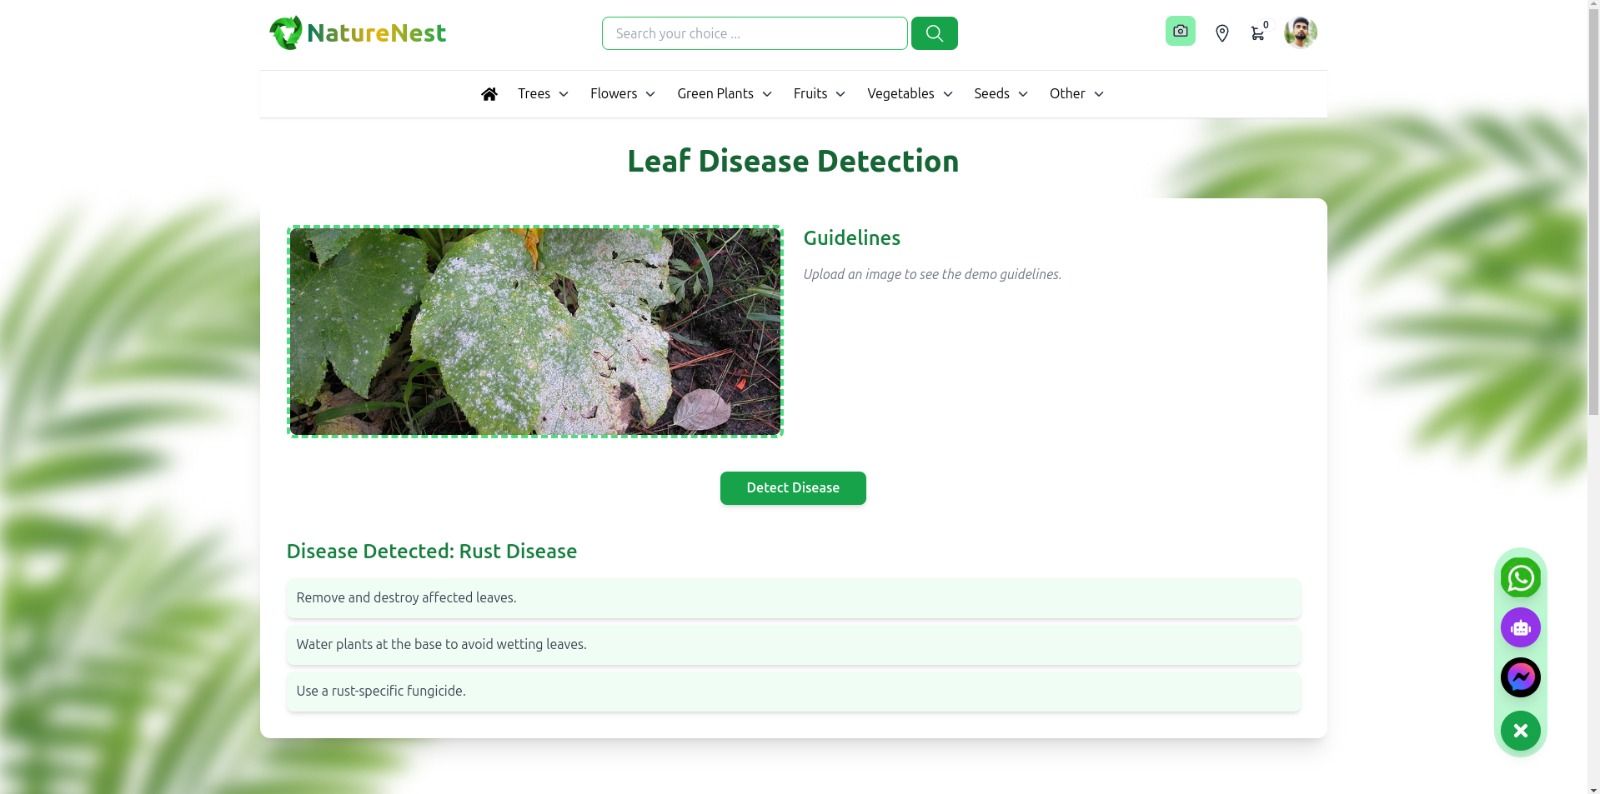 NatureNest
Search your choice ...
0
Trees
Flowers
Green Plants
Fruits
Vegetables
Seeds
Other
Leaf Disease Detection
Guidelines
Upload an image to see the demo guidelines.
Detect Disease
Disease Detected: Rust Disease
Remove and destroy affected leaves.
Water plants at the base to avoid wetting leaves.
Use a rust-specific fungicide.